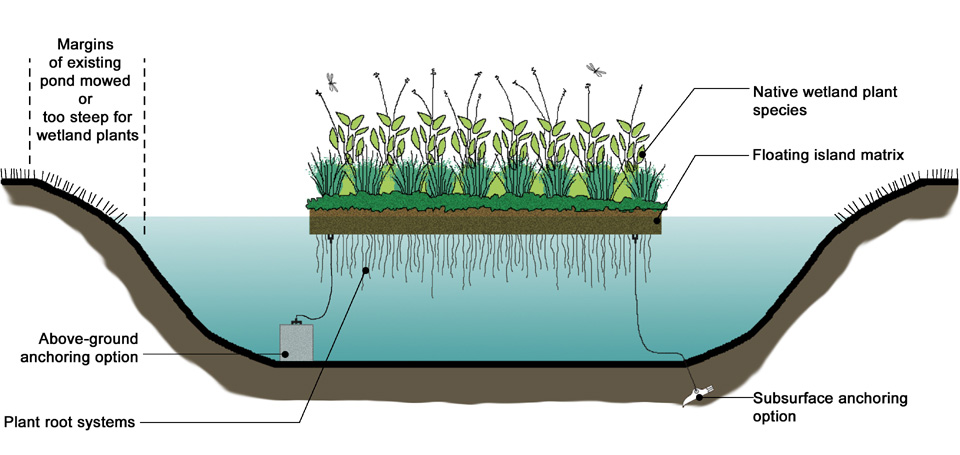 Margins
of existing
pond mowed
or
too steep for
wetland plants
Native wetland plant
species
Floating island matrix
Above-ground
anchoring option
Plant root systems
Subsurface anchoring
option